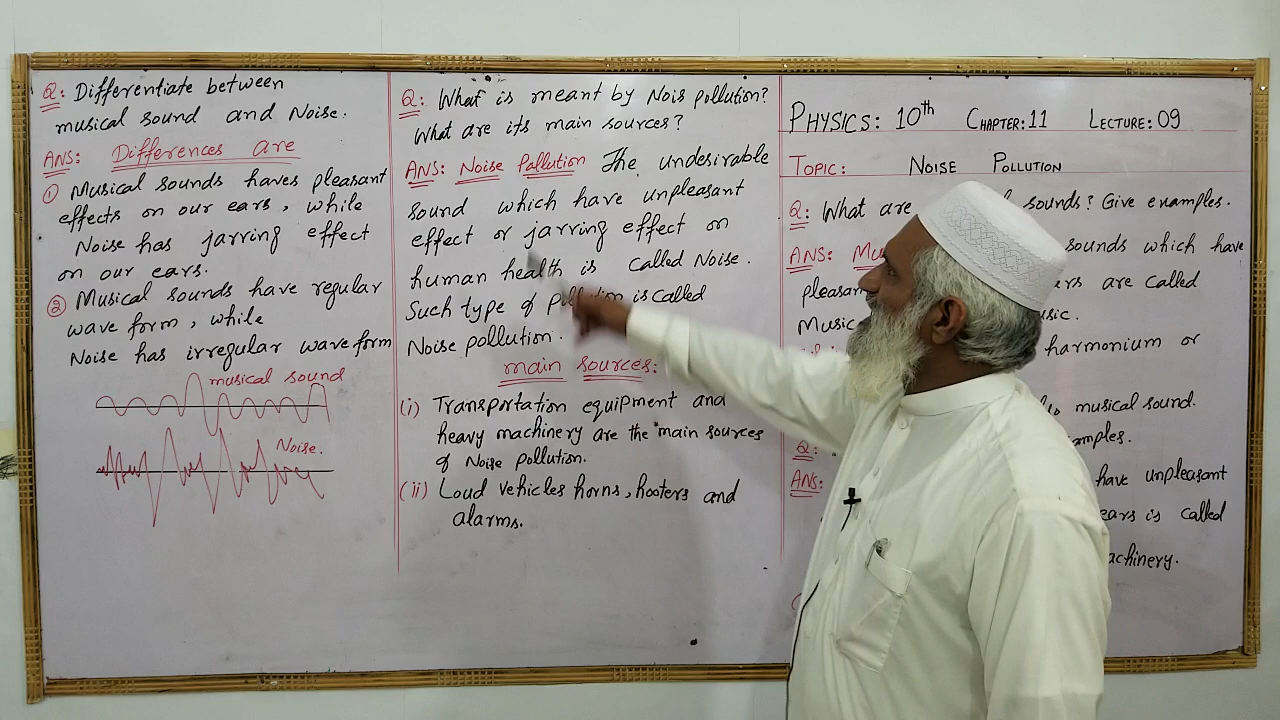 Q: Differentiate between
musical sound and Noise.
ANS: Differences are
① Musical sounds haves pleasant
effects on our ears, while
Noise has jarring effect
on our ears.
② Musical sounds have regular
wave form, while
Noise has irregular wave form
musical sound
Noise.
Q: What is meant by Nois pollution?
What are its main sources?
ANS: Noise Pallution The undesirable
sound which have unpleasant
effect or jarring effect on
human health is called Noise.
Such type of is called
Noise pollution.
main sources:
(i) Transportation equipment and
heavy machinery are the main sources
of Noise pollution.
(ii) Loud vehicles horns, hooters and
alarms.
PHYSICS: 10th CHAPTER: 11 LECTURE: 09
TOPIC: NOISE POLLUTION
Q: What are sounds? Give examples.
ANS: sounds which have
are called
harmonium or
musical sound.
Q:
ANS: have unpleasant
ears is called